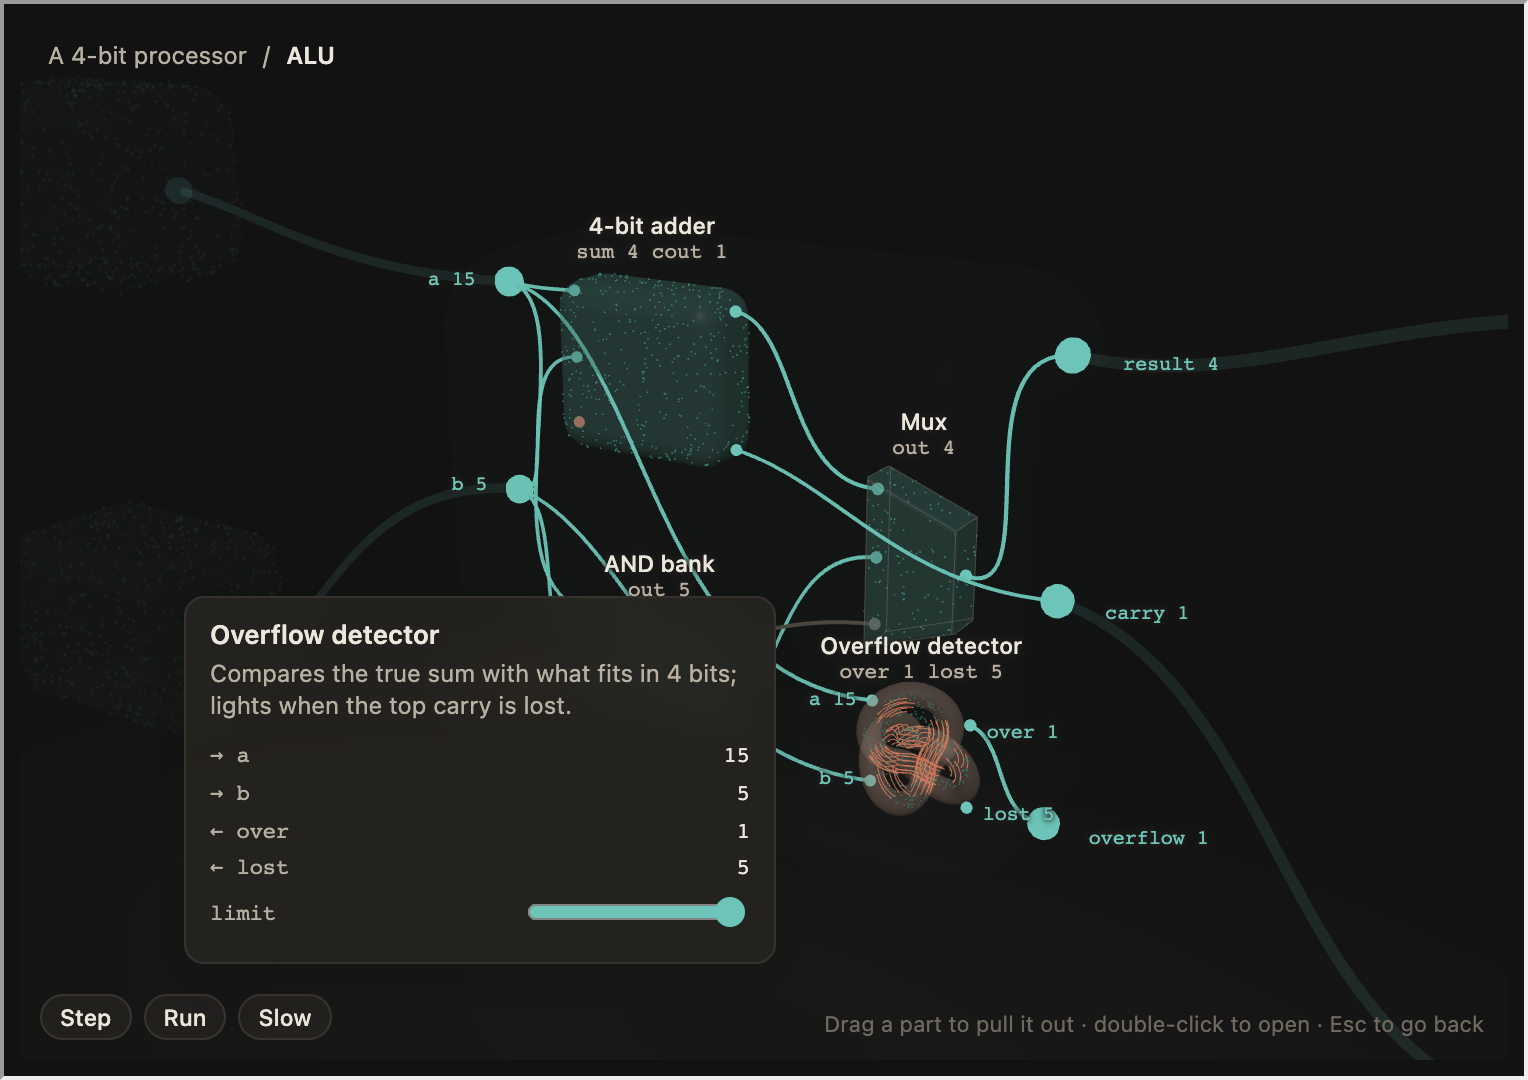 A 4-bit processor / ALU
4-bit adder
sum 4 cout 1
a 15
result 4
Mux
out 4
b 5
AND bank
out 5
carry 1
Overflow detector
over 1 lost 5
a 15
over 1
b 5
lost 5
overflow 1
Overflow detector
Compares the true sum with what fits in 4 bits;
lights when the top carry is lost.
→ a 15
→ b 5
← over 1
← lost 5
limit
Step Run Slow
Drag a part to pull it out · double-click to open · Esc to go back